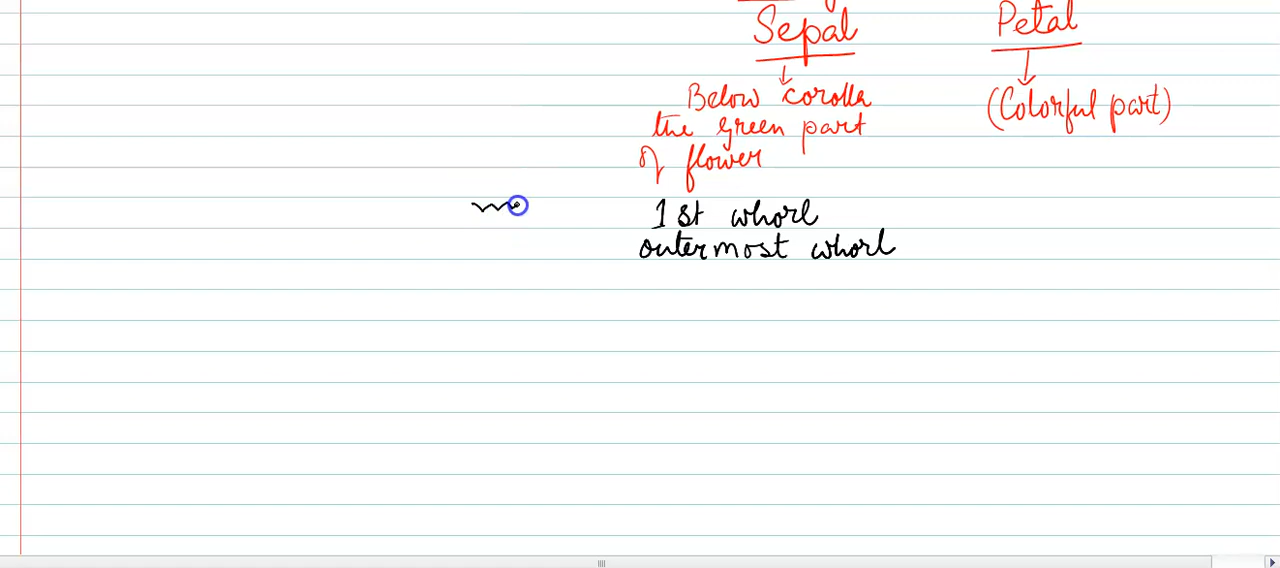 Sepal Petal
Below corolla (Colorful part)
the green part
of flower
1st whorl
outermost whorl